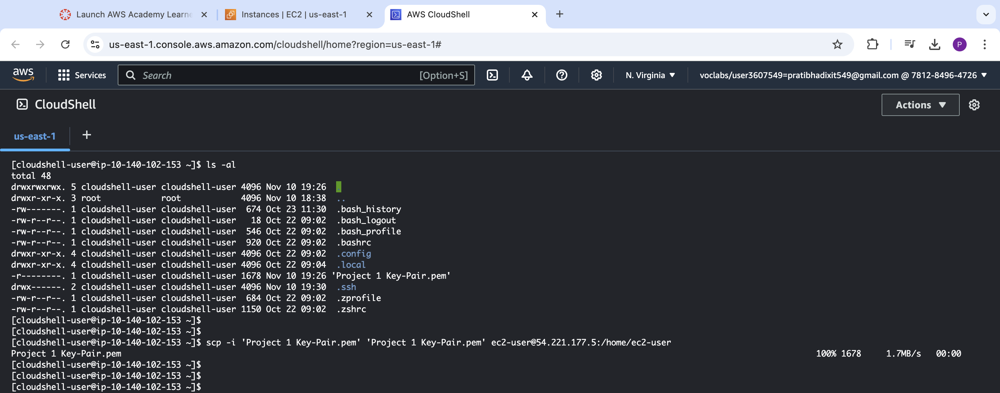 Launch AWS Academy Learne
Instances | EC2 | us-east-1
AWS CloudShell
us-east-1.console.aws.amazon.com/cloudshell/home?region=us-east-1#
P
aws
Services
Search
[Option+S]
N. Virginia
voclabs/user3607549=pratibhadixit549@gmail.com @ 7812-8496-4726
CloudShell
Actions
us-east-1
[cloudshell-user@ip-10-140-102-153 ~]$ ls -al
total 48
drwxrwxrwx. 5 cloudshell-user cloudshell-user 4096 Nov 10 19:26  .
drwxr-xr-x. 3 root            root            4096 Nov 10 18:38  ..
-rw-------. 1 cloudshell-user cloudshell-user  674 Oct 23 11:30  .bash_history
-rw-r--r--. 1 cloudshell-user cloudshell-user   18 Oct 22 09:02  .bash_logout
-rw-r--r--. 1 cloudshell-user cloudshell-user  546 Oct 22 09:02  .bash_profile
-rw-r--r--. 1 cloudshell-user cloudshell-user  920 Oct 22 09:02  .bashrc
drwxr-xr-x. 4 cloudshell-user cloudshell-user 4096 Oct 22 09:02  .config
drwxr-xr-x. 4 cloudshell-user cloudshell-user 4096 Oct 22 09:04  .local
-r--------. 1 cloudshell-user cloudshell-user 1678 Nov 10 19:26 'Project 1 Key-Pair.pem'
drwx------. 2 cloudshell-user cloudshell-user 4096 Nov 10 19:30  .ssh
-rw-r--r--. 1 cloudshell-user cloudshell-user  684 Oct 22 09:02  .zprofile
-rw-r--r--. 1 cloudshell-user cloudshell-user 1150 Oct 22 09:02  .zshrc
[cloudshell-user@ip-10-140-102-153 ~]$
[cloudshell-user@ip-10-140-102-153 ~]$
[cloudshell-user@ip-10-140-102-153 ~]$ scp -i 'Project 1 Key-Pair.pem' 'Project 1 Key-Pair.pem' ec2-user@54.221.177.5:/home/ec2-user
Project 1 Key-Pair.pem 100% 1678 1.7MB/s 00:00
[cloudshell-user@ip-10-140-102-153 ~]$
[cloudshell-user@ip-10-140-102-153 ~]$
[cloudshell-user@ip-10-140-102-153 ~]$